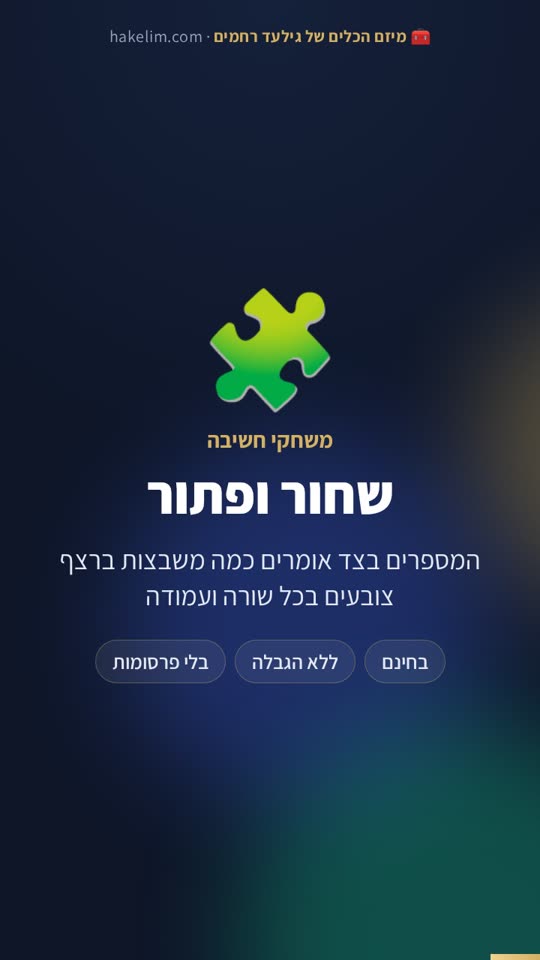 🧰 מיזם הכלים של גילעד רחמים · hakelim.com
משחקי חשיבה
שחור ופתור
המספרים בצד אומרים כמה משבצות ברצף
צובעים בכל שורה ועמודה
בחינם
ללא הגבלה
בלי פרסומות